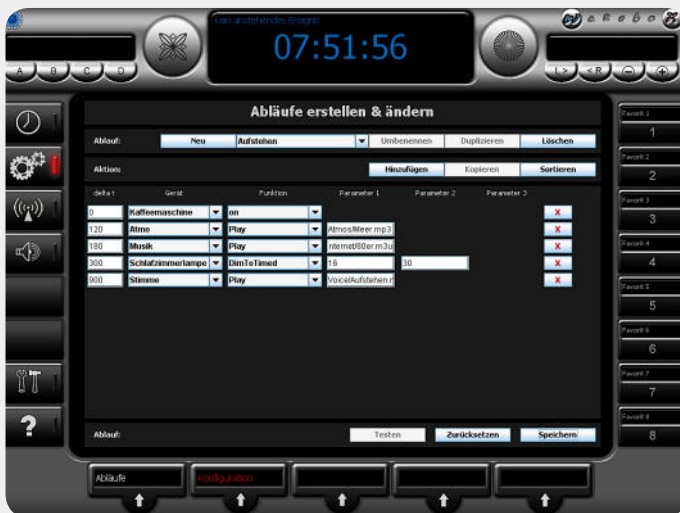 kein anstehendes Ereignis
07:51:56
a R e b o
A B C D
L > < R
Abläufe erstellen & ändern
Ablauf: Neu Aufstehen Umbenennen Duplizieren Löschen
Aktion: Hinzufügen Kopieren Sortieren
delta t Gerät Funktion Parameter 1 Parameter 2 Parameter 3
0 Kaffeemaschine on X
120 Atmo Play Atmos/Meer.mp3 X
180 Musik Play nternet/80er.m3u X
300 Schlafzimmerlampe DimToTimed 16 30 X
900 Stimme Play Voice/Aufstehen.r X
Ablauf: Testen Zurücksetzen Speichern
Favorit 1
1
Favorit 2
2
Favorit 3
3
Favorit 4
4
Favorit 5
5
Favorit 6
6
Favorit 7
7
Favorit 8
8
?
Abläufe Konfiguration